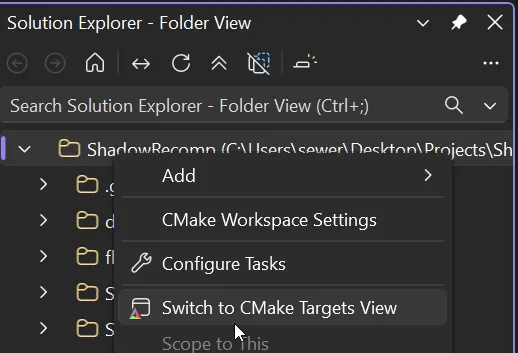 Solution Explorer - Folder View
Search Solution Explorer - Folder View (Ctrl+;)
ShadowRecomp (C:\Users\sewer\Desktop\Projects\Sh
Add
.g
CMake Workspace Settings
d
fl
Configure Tasks
S
Switch to CMake Targets View
S
Scope to This